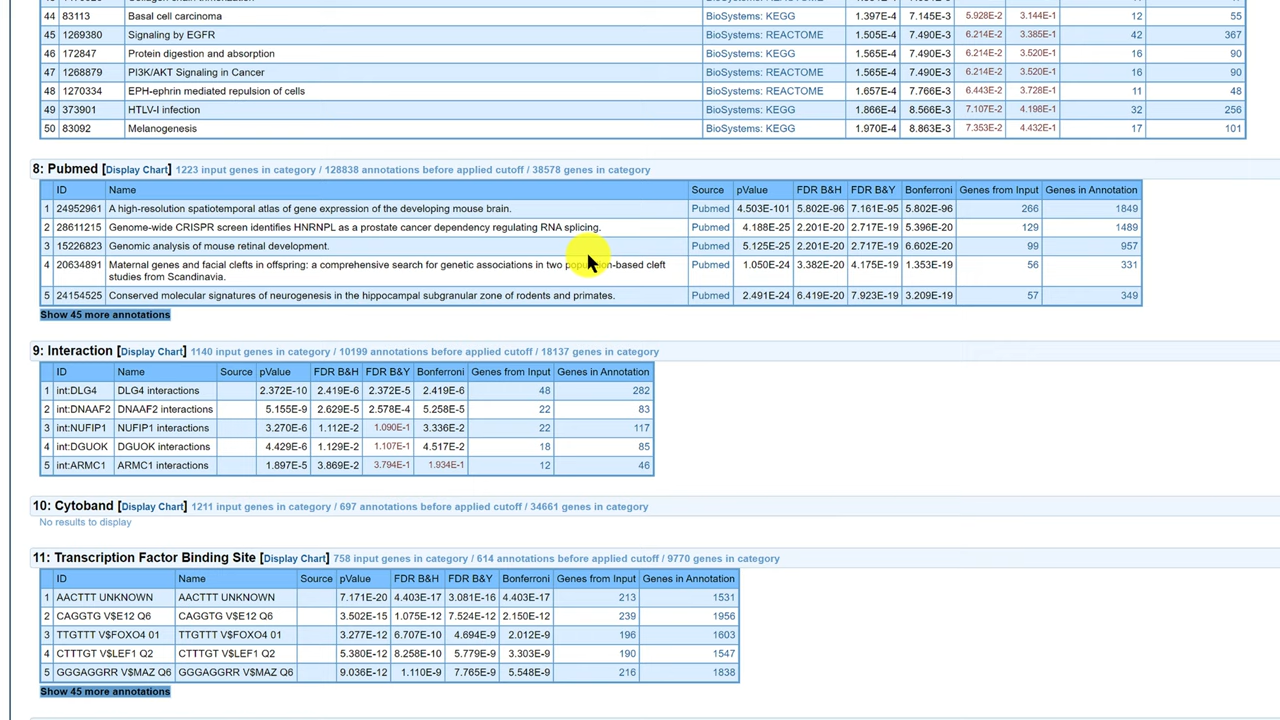 44 83113 Basal cell carcinoma BioSystems: KEGG 1.397E-4 7.145E-3 5.928E-2 3.144E-1 12 55
45 1269380 Signaling by EGFR BioSystems: REACTOME 1.505E-4 7.490E-3 6.214E-2 3.385E-1 42 367
46 172847 Protein digestion and absorption BioSystems: KEGG 1.565E-4 7.490E-3 6.214E-2 3.520E-1 16 90
47 1268879 PI3K/AKT Signaling in Cancer BioSystems: REACTOME 1.565E-4 7.490E-3 6.214E-2 3.520E-1 16 90
48 1270334 EPH-ephrin mediated repulsion of cells BioSystems: REACTOME 1.657E-4 7.766E-3 6.443E-2 3.728E-1 11 48
49 373901 HTLV-I infection BioSystems: KEGG 1.866E-4 8.566E-3 7.107E-2 4.198E-1 32 256
50 83092 Melanogenesis BioSystems: KEGG 1.970E-4 8.863E-3 7.353E-2 4.432E-1 17 101
8: Pubmed [Display Chart] 1223 input genes in category / 128838 annotations before applied cutoff / 38578 genes in category
ID Name Source pValue FDR B&H FDR B&Y Bonferroni Genes from Input Genes in Annotation
1 24952961 A high-resolution spatiotemporal atlas of gene expression of the developing mouse brain. Pubmed 4.503E-101 5.802E-96 7.161E-95 5.802E-96 266 1849
2 28611215 Genome-wide CRISPR screen identifies HNRNPL as a prostate cancer dependency regulating RNA splicing. Pubmed 4.188E-25 2.201E-20 2.717E-19 5.396E-20 129 1489
3 15226823 Genomic analysis of mouse retinal development. Pubmed 5.125E-25 2.201E-20 2.717E-19 6.602E-20 99 957
4 20634891 Maternal genes and facial clefts in offspring: a comprehensive search for genetic associations in two population-based cleft Pubmed 1.050E-24 3.382E-20 4.175E-19 1.353E-19 56 331
studies from Scandinavia.
5 24154525 Conserved molecular signatures of neurogenesis in the hippocampal subgranular zone of rodents and primates. Pubmed 2.491E-24 6.419E-20 7.923E-19 3.209E-19 57 349
Show 45 more annotations
9: Interaction [Display Chart] 1140 input genes in category / 10199 annotations before applied cutoff / 18137 genes in category
ID Name Source pValue FDR B&H FDR B&Y Bonferroni Genes from Input Genes in Annotation
1 int:DLG4 DLG4 interactions 2.372E-10 2.419E-6 2.372E-5 2.419E-6 48 282
2 int:DNAAF2 DNAAF2 interactions 5.155E-9 2.629E-5 2.578E-4 5.258E-5 22 83
3 int:NUFIP1 NUFIP1 interactions 3.270E-6 1.112E-2 1.090E-1 3.336E-2 22 117
4 int:DGUOK DGUOK interactions 4.429E-6 1.129E-2 1.107E-1 4.517E-2 18 85
5 int:ARMC1 ARMC1 interactions 1.897E-5 3.869E-2 3.794E-1 1.934E-1 12 46
10: Cytoband [Display Chart] 1211 input genes in category / 697 annotations before applied cutoff / 34661 genes in category
No results to display
11: Transcription Factor Binding Site [Display Chart] 758 input genes in category / 614 annotations before applied cutoff / 9770 genes in category
ID Name Source pValue FDR B&H FDR B&Y Bonferroni Genes from Input Genes in Annotation
1 AACTTT UNKNOWN AACTTT UNKNOWN 7.171E-20 4.403E-17 3.081E-16 4.403E-17 213 1531
2 CAGGTG V$E12 Q6 CAGGTG V$E12 Q6 3.502E-15 1.075E-12 7.524E-12 2.150E-12 239 1956
3 TTGTTT V$FOXO4 01 TTGTTT V$FOXO4 01 3.277E-12 6.707E-10 4.694E-9 2.012E-9 196 1603
4 CTTTGT V$LEF1 Q2 CTTTGT V$LEF1 Q2 5.380E-12 8.258E-10 5.779E-9 3.303E-9 190 1547
5 GGGAGGRR V$MAZ Q6 GGGAGGRR V$MAZ Q6 9.036E-12 1.110E-9 7.765E-9 5.548E-9 216 1838
Show 45 more annotations